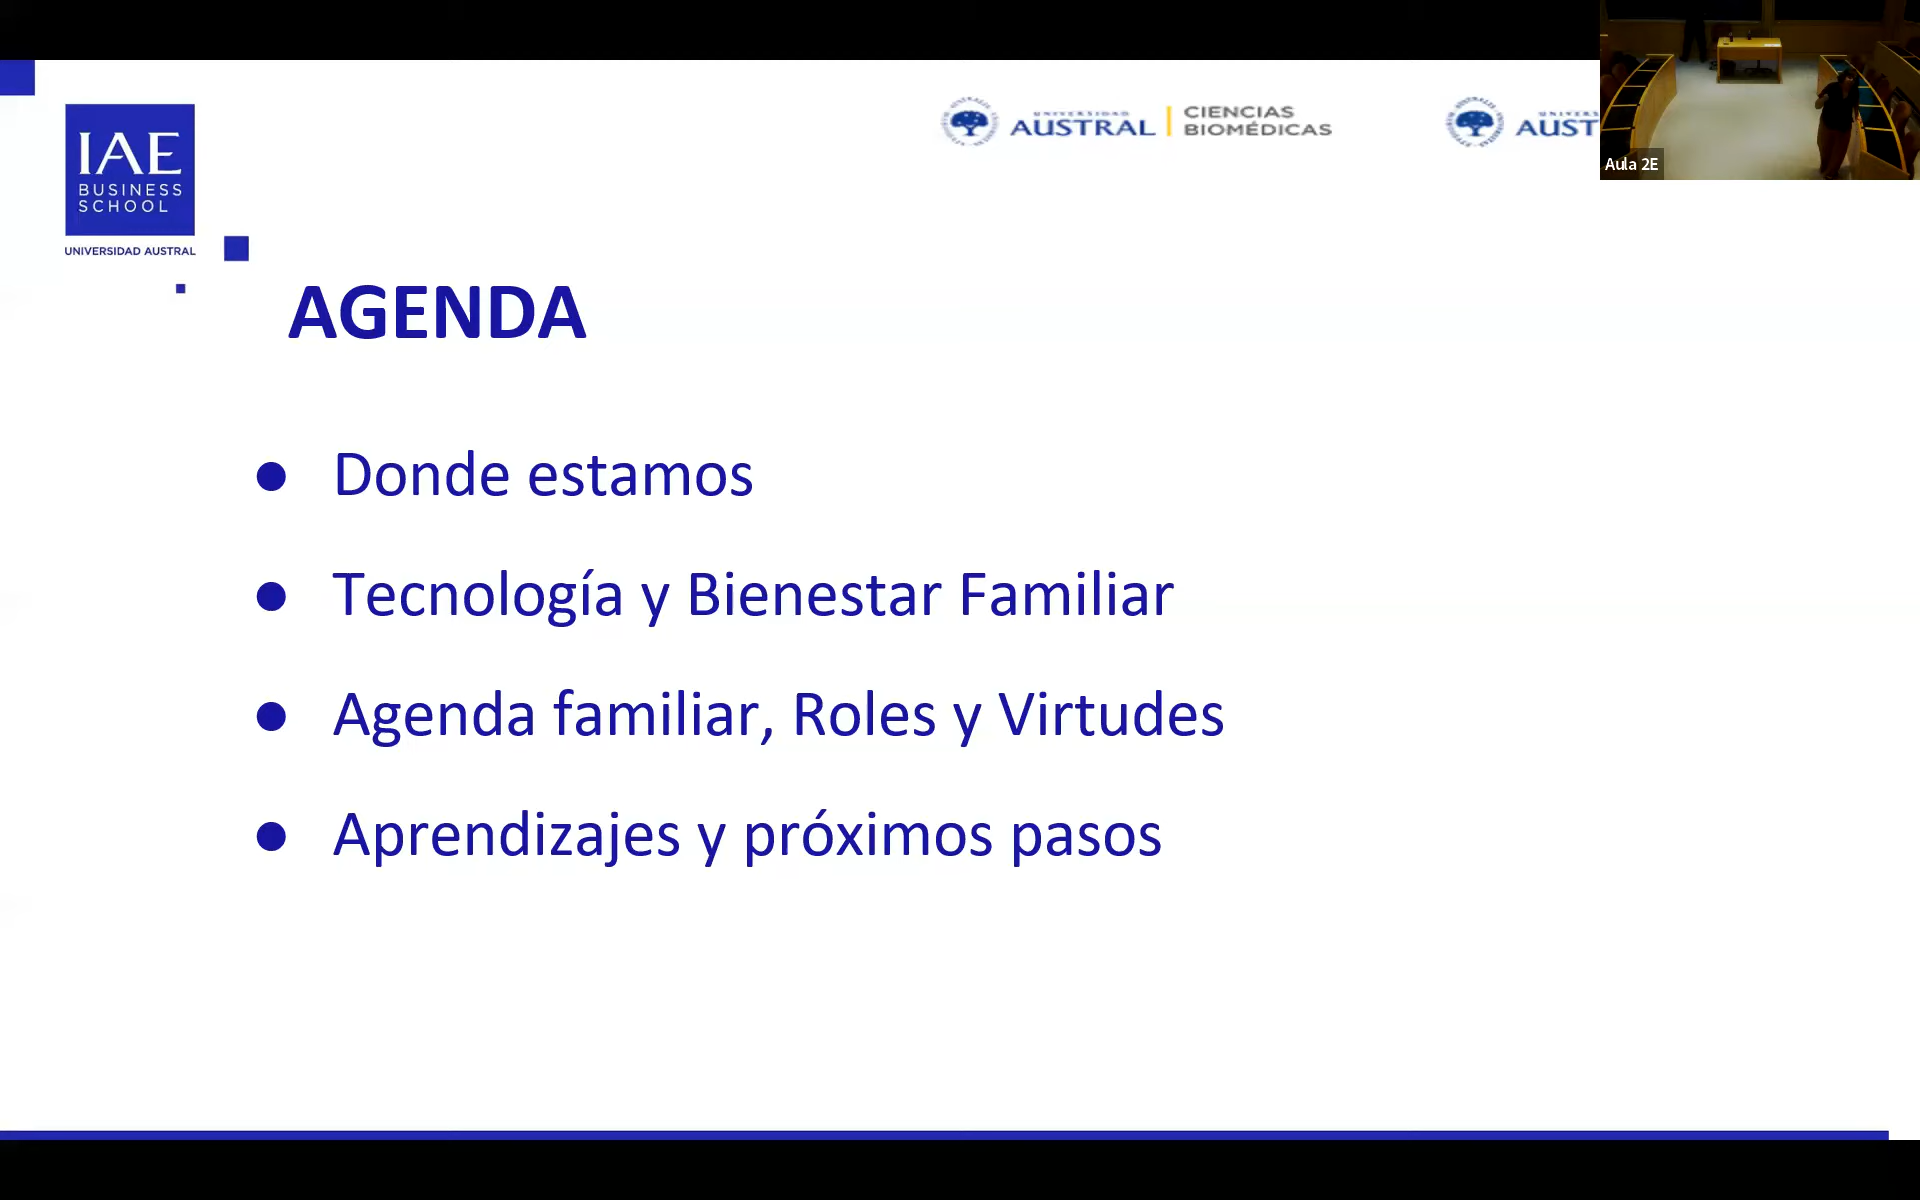 IAE
BUSINESS
SCHOOL
UNIVERSIDAD AUSTRAL
UNIVERSIDAD
AUSTRAL
CIENCIAS
BIOMÉDICAS
AUST
Aula 2E
AGENDA
● Donde estamos
● Tecnología y Bienestar Familiar
● Agenda familiar, Roles y Virtudes
● Aprendizajes y próximos pasos